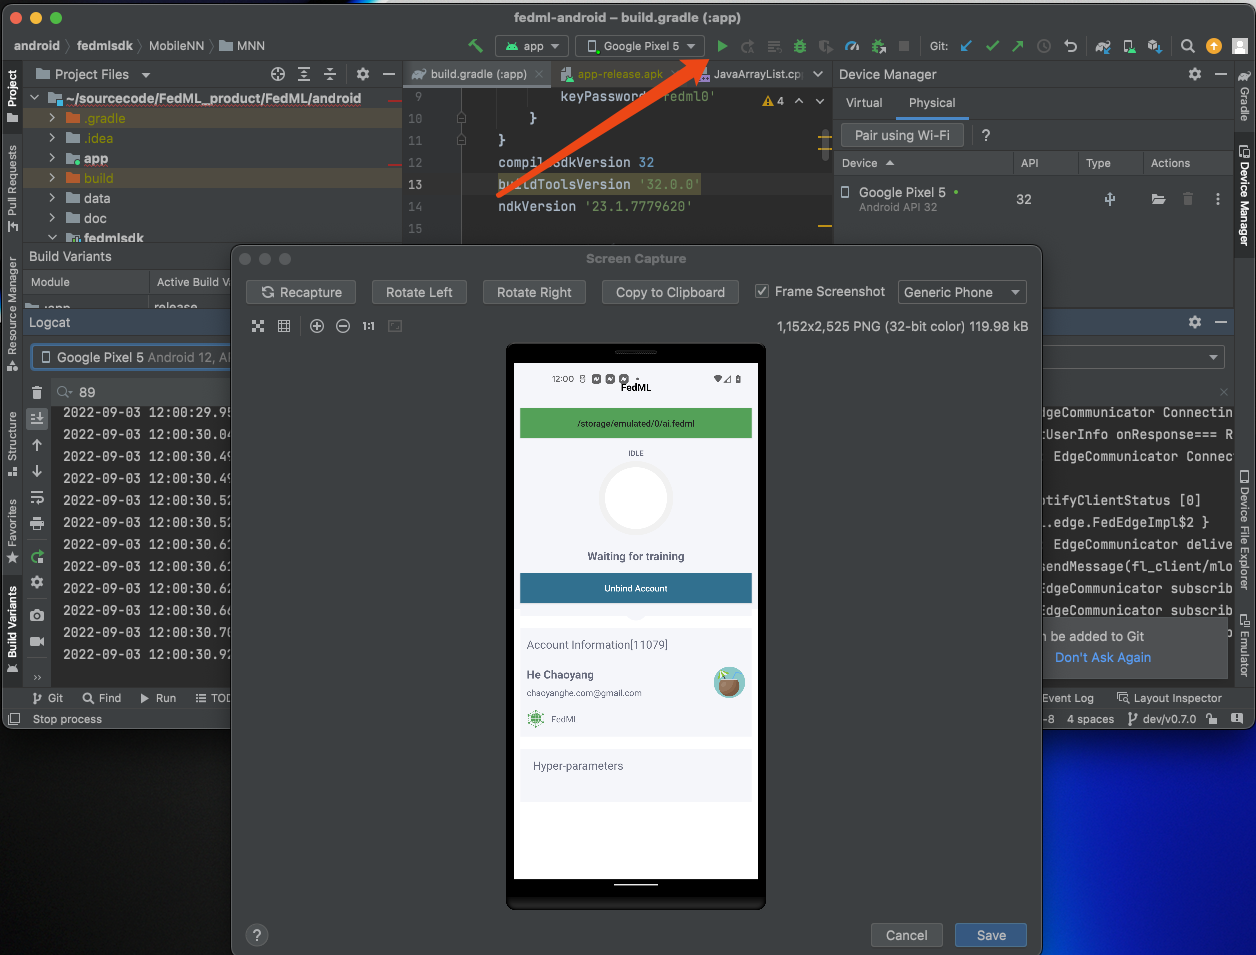 fedml-android – build.gradle (:app)
android fedmlsdk MobileNN MNN
app
Google Pixel 5
Git:
Project
Pull Requests
Resource Manager
Structure
Favorites
Build Variants
Project Files
~/sourcecode/FedML_product/FedML/android
.gradle
.idea
app
build
data
doc
fedmlsdk
build.gradle (:app)
app-release.apk
JavaArrayList.cp
9 keyPassword 'fedml0'
4
10 }
11 }
12 compileSdkVersion 32
13 buildToolsVersion '32.0.0'
14 ndkVersion '23.1.7779620'
15
Device Manager
Virtual Physical
Pair using Wi-Fi ?
Device API Type Actions
Google Pixel 5
Android API 32
32
Gradle
Device Manager
Device File Explorer
Emulator
Build Variants
Module Active Build V
:app release
Logcat
Google Pixel 5 Android 12, A
89
2022-09-03 12:00:29.95
2022-09-03 12:00:30.04
2022-09-03 12:00:30.49
2022-09-03 12:00:30.49
2022-09-03 12:00:30.52
2022-09-03 12:00:30.52
2022-09-03 12:00:30.61
2022-09-03 12:00:30.61
2022-09-03 12:00:30.62
2022-09-03 12:00:30.66
2022-09-03 12:00:30.70
2022-09-03 12:00:30.92
dgeCommunicator Connectin
tUserInfo onResponse=== R
EdgeCommunicator Connec
otifyClientStatus [0]
i.edge.FedEdgeImpl$2 }
EdgeCommunicator delive
sendMessage(fl_client/mlo
EdgeCommunicator subscrib
EdgeCommunicator subscrib
n be added to Git
Don't Ask Again
Screen Capture
Recapture
Rotate Left
Rotate Right
Copy to Clipboard
Frame Screenshot
Generic Phone
1:1
1,152x2,525 PNG (32-bit color) 119.98 kB
12:00
FedML
/storage/emulated/0/ai.fedml
IDLE
Waiting for training
Unbind Account
Account Information[11079]
He Chaoyang
chaoyanghe.com@gmail.com
FedML
Hyper-parameters
?
Cancel
Save
Git Find Run TOD
Event Log Layout Inspector
Stop process
-8 4 spaces dev/v0.7.0